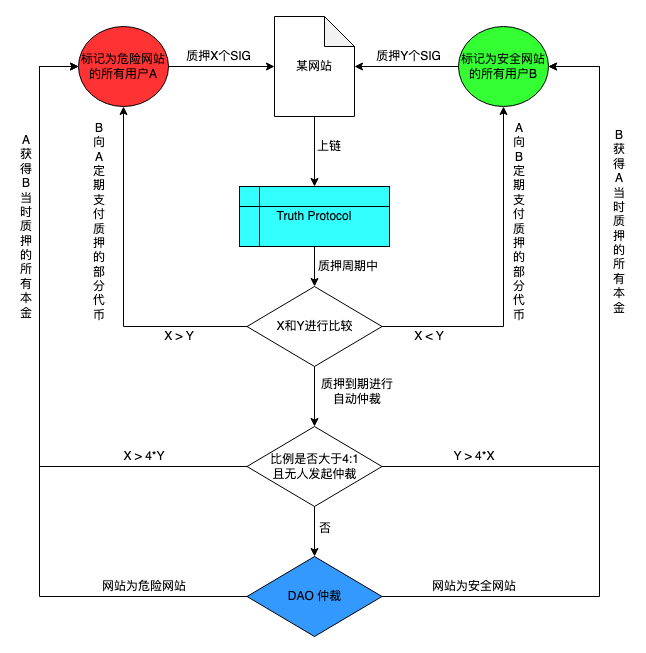 标记为危险网站
的所有用户A
质押X个SIG
某网站
质押Y个SIG
标记为安全网站
的所有用户B
上链
Truth Protocol
质押周期中
A获得B当时质押的所有本金
B向A定期支付质押的部分代币
A向B定期支付质押的部分代币
B获得A当时质押的所有本金
X和Y进行比较
X > Y
X < Y
质押到期进行
自动仲裁
X > 4*Y
比例是否大于4:1
且无人发起仲裁
Y > 4*X
否
网站为危险网站
DAO 仲裁
网站为安全网站